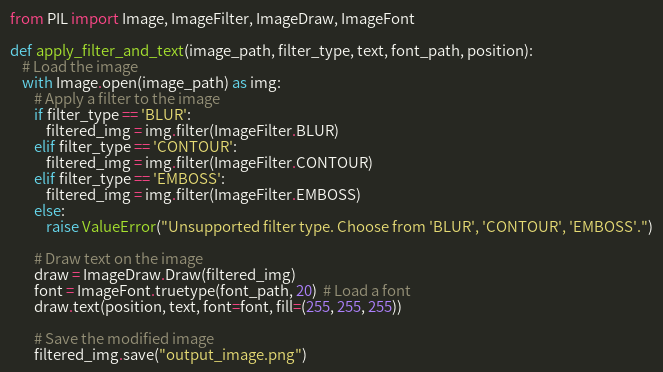 from PIL import Image, ImageFilter, ImageDraw, ImageFont

def apply_filter_and_text(image_path, filter_type, text, font_path, position):
    # Load the image
    with Image.open(image_path) as img:
        # Apply a filter to the image
        if filter_type == 'BLUR':
            filtered_img = img.filter(ImageFilter.BLUR)
        elif filter_type == 'CONTOUR':
            filtered_img = img.filter(ImageFilter.CONTOUR)
        elif filter_type == 'EMBOSS':
            filtered_img = img.filter(ImageFilter.EMBOSS)
        else:
            raise ValueError("Unsupported filter type. Choose from 'BLUR', 'CONTOUR', 'EMBOSS'.")

        # Draw text on the image
        draw = ImageDraw.Draw(filtered_img)
        font = ImageFont.truetype(font_path, 20)  # Load a font
        draw.text(position, text, font=font, fill=(255, 255, 255))

        # Save the modified image
        filtered_img.save("output_image.png")